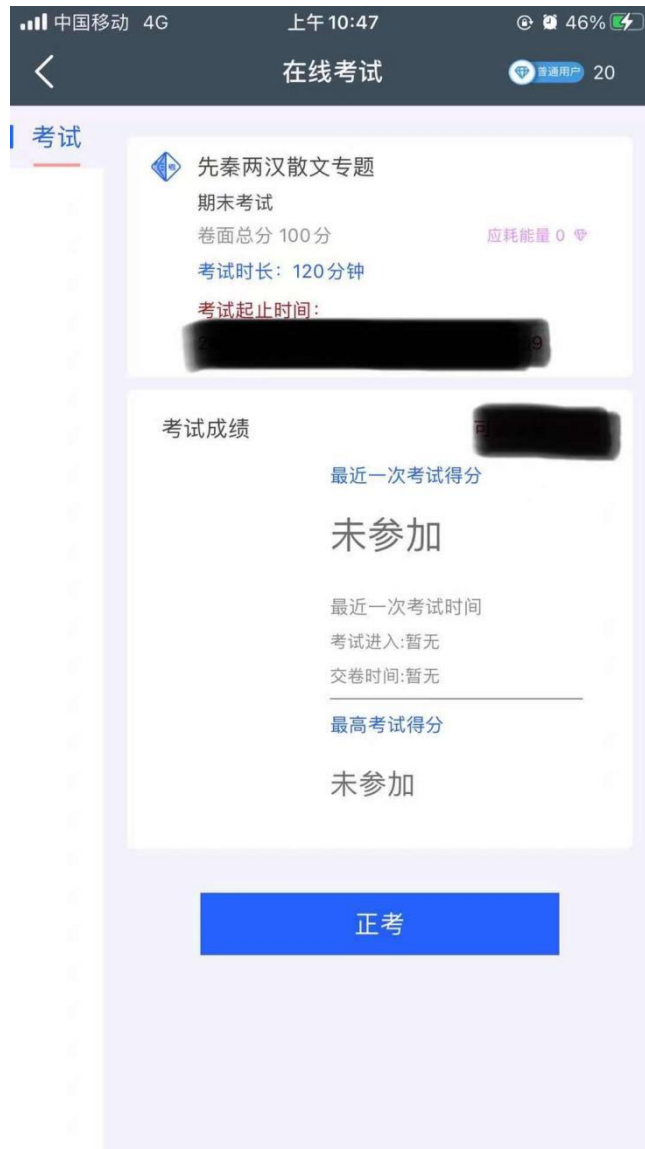 中国移动 4G 上午10:47 46%
在线考试 普通用户 20
考试
先秦两汉散文专题
期末考试
卷面总分 100分 应耗能量 0
考试时长：120分钟
考试起止时间：
考试成绩
最近一次考试得分
未参加
最近一次考试时间
考试进入:暂无
交卷时间:暂无
最高考试得分
未参加
正考